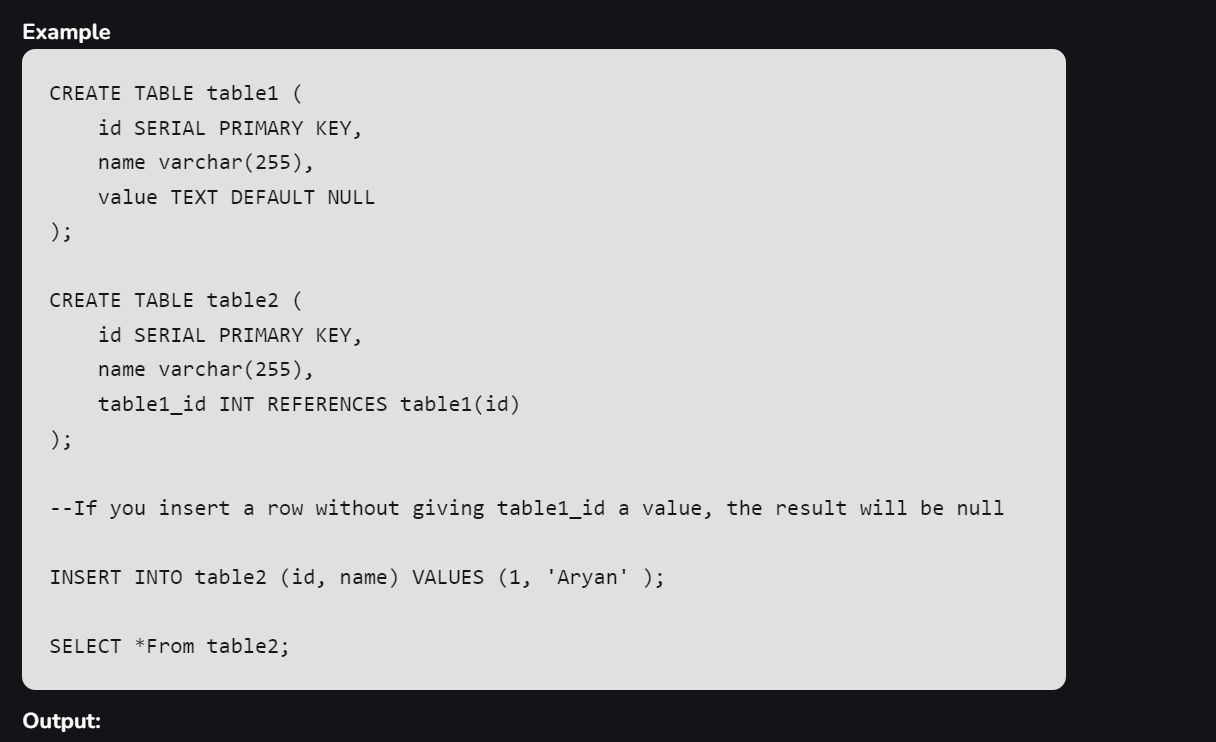 Example
CREATE TABLE table1 (
    id SERIAL PRIMARY KEY,
    name varchar(255),
    value TEXT DEFAULT NULL
);
CREATE TABLE table2 (
    id SERIAL PRIMARY KEY,
    name varchar(255),
    table1_id INT REFERENCES table1(id)
);
--If you insert a row without giving table1_id a value, the result will be null
INSERT INTO table2 (id, name) VALUES (1, 'Aryan' );
SELECT *From table2;
Output: